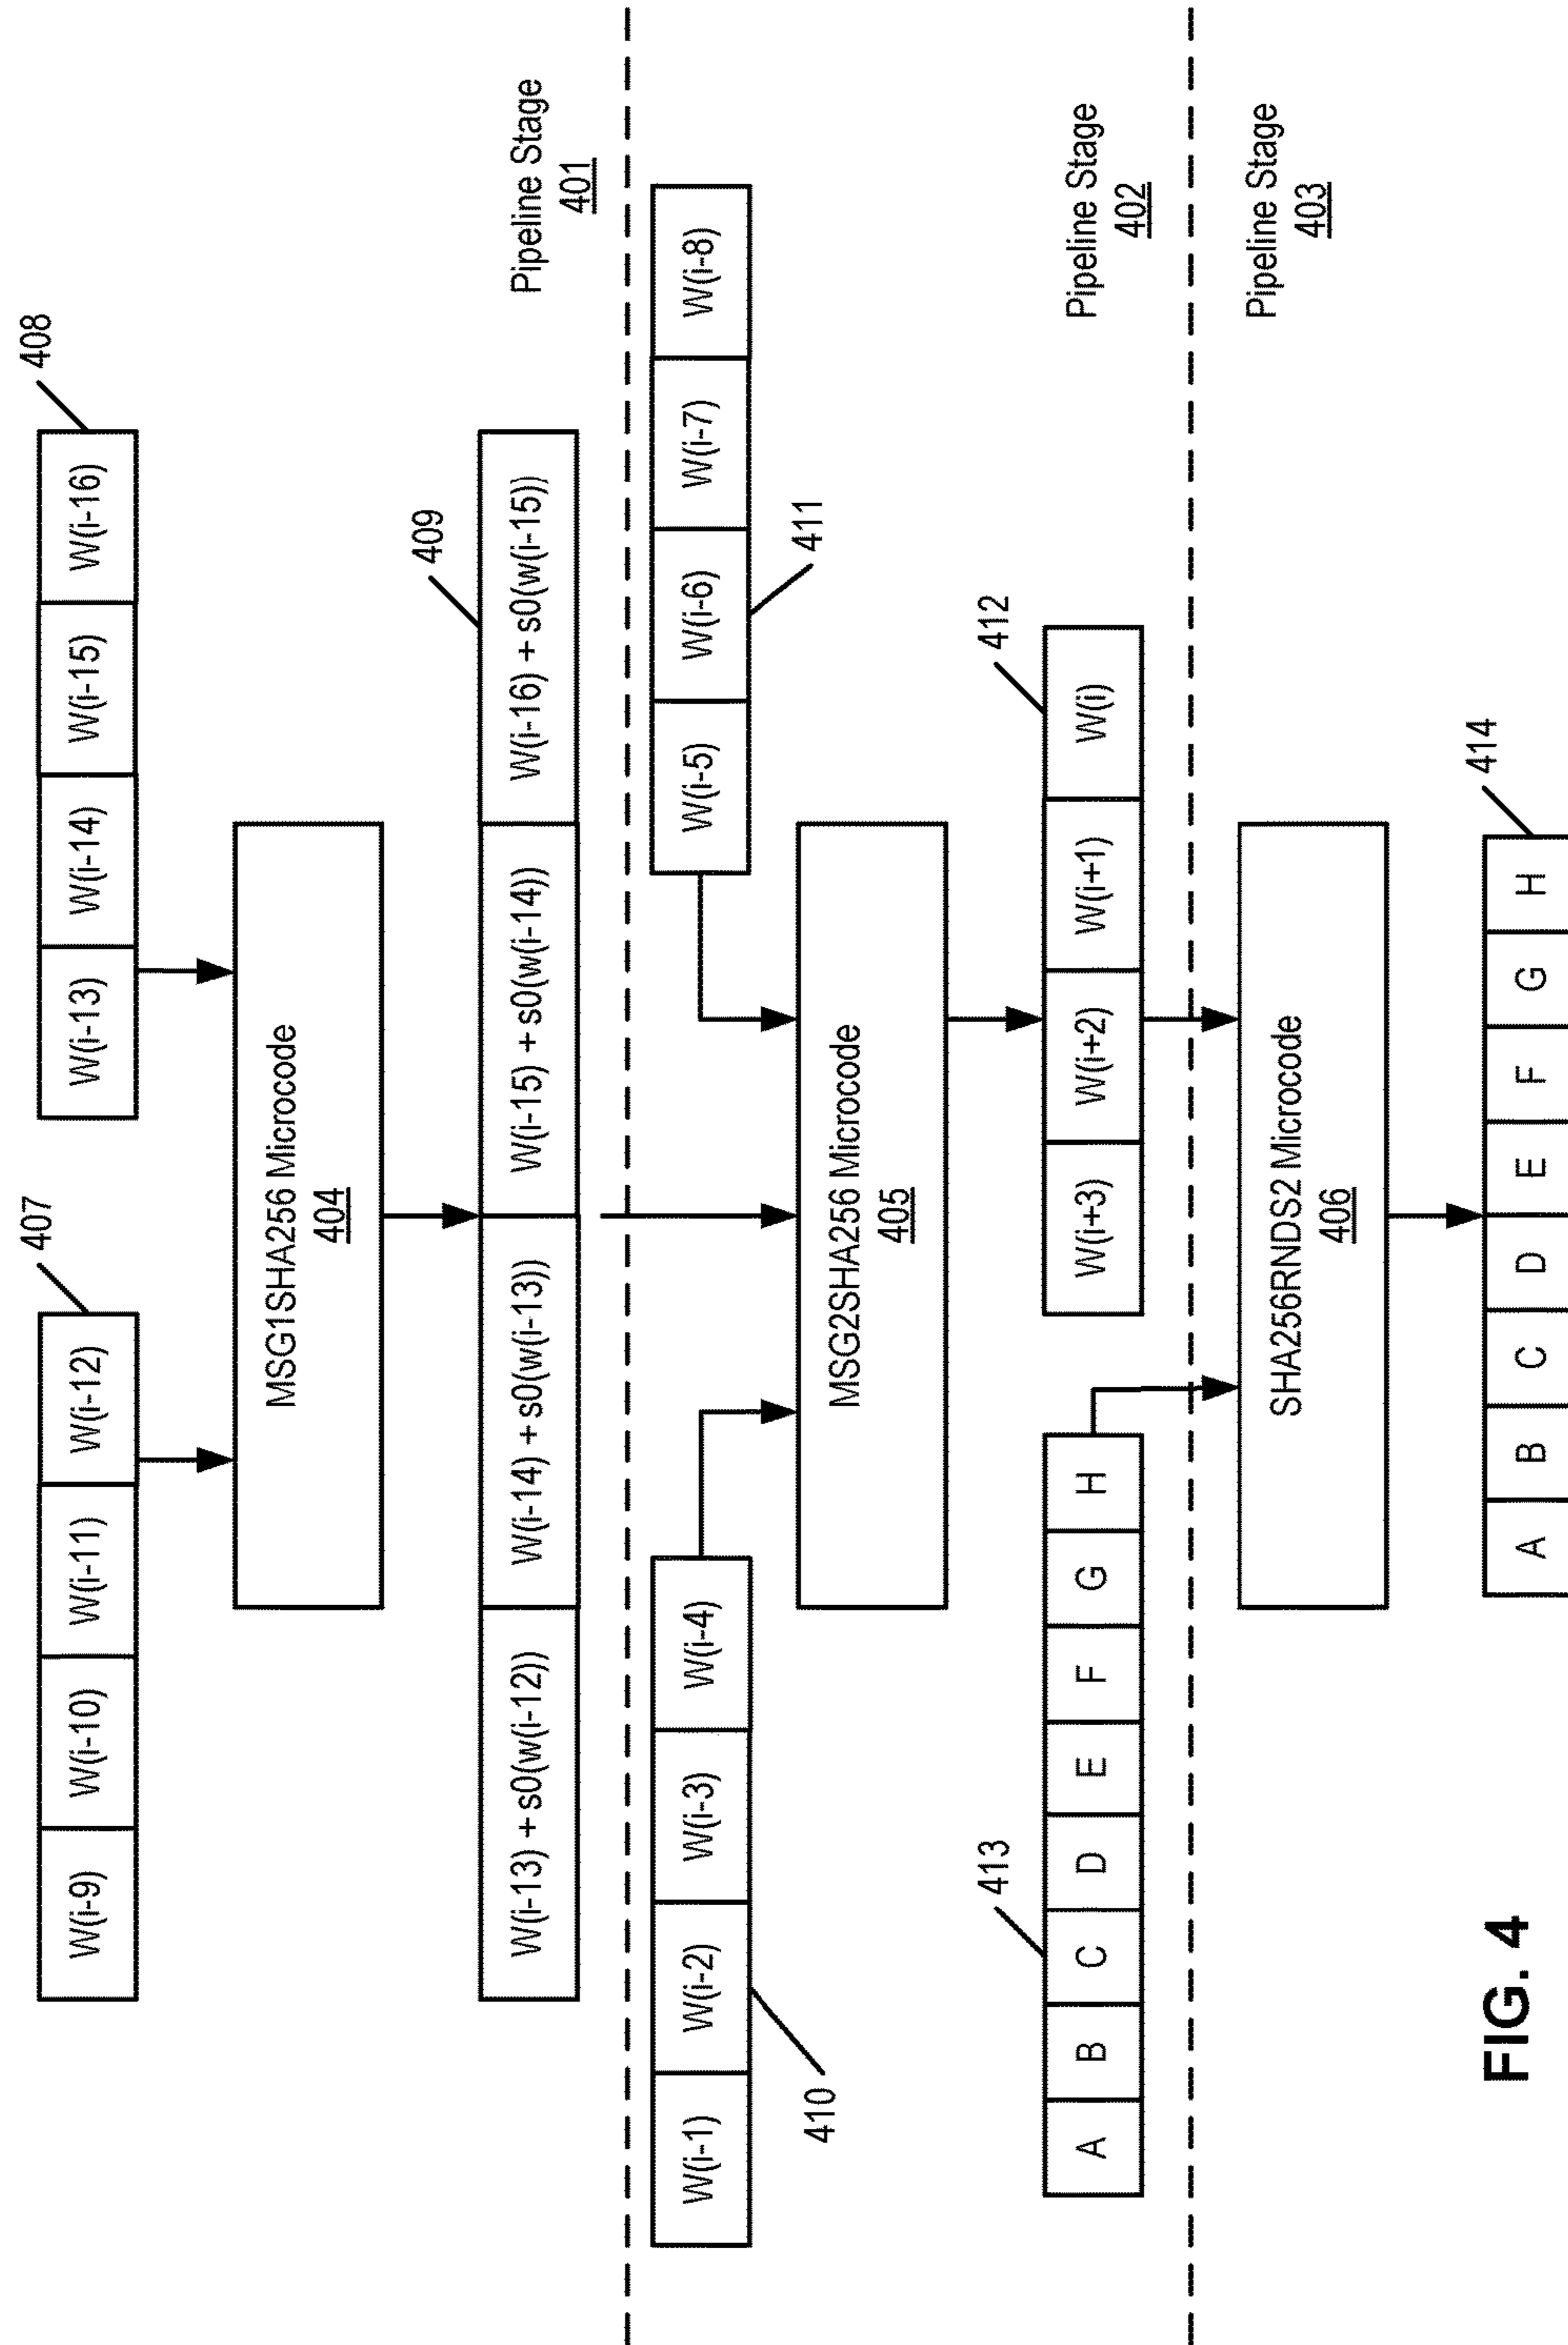 407
408
W(i-9) W(i-10) W(i-11) W(i-12) W(i-13) W(i-14) W(i-15) W(i-16)
MSG1SHA256 Microcode
404
409
W(i-13) + s0(w(i-12)) W(i-14) + s0(w(i-13)) W(i-15) + s0(w(i-14)) W(i-16) + s0(w(i-15))
Pipeline Stage
401
W(i-1) W(i-2) W(i-3) W(i-4) W(i-5) W(i-6) W(i-7) W(i-8)
410
411
MSG2SHA256 Microcode
405
413
412
A B C D E F G H W(i+3) W(i+2) W(i+1) W(i)
Pipeline Stage
402
Pipeline Stage
403
SHA256RNDS2 Microcode
406
414
A B C D E F G H
FIG. 4